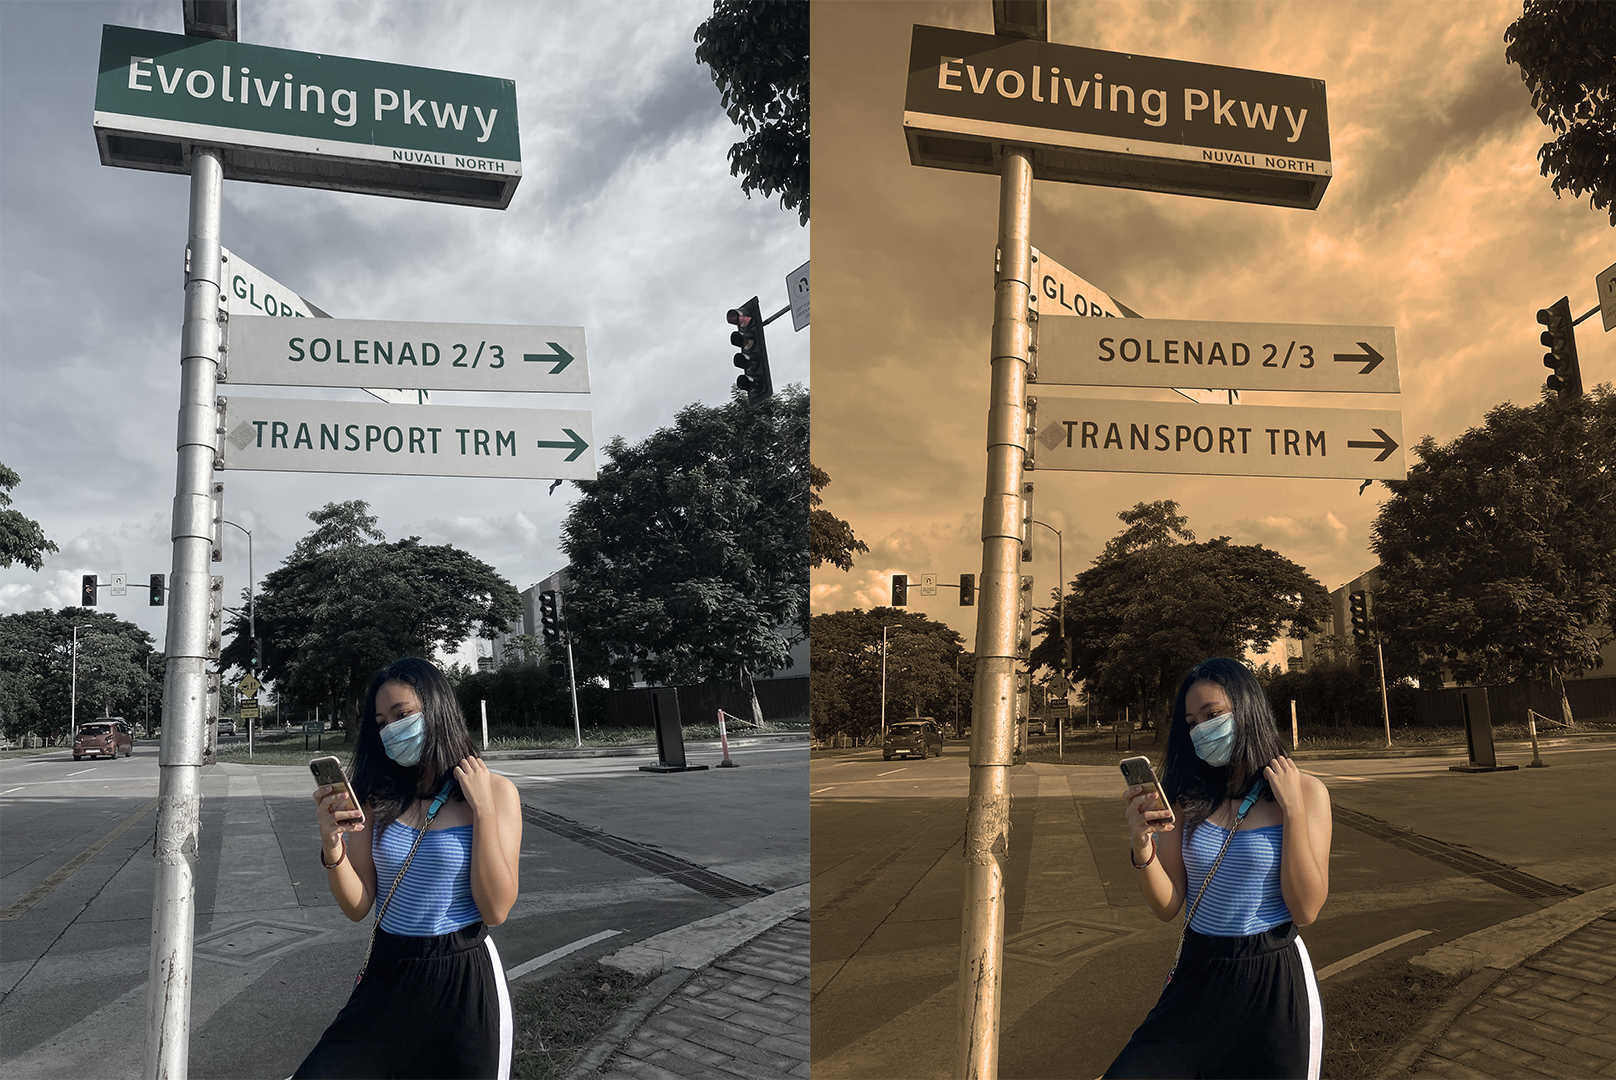 Evoliving Pkwy
NUVALI NORTH
SOLENAD 2/3
TRANSPORT TRM
Evoliving Pkwy
NUVALI NORTH
SOLENAD 2/3
TRANSPORT TRM